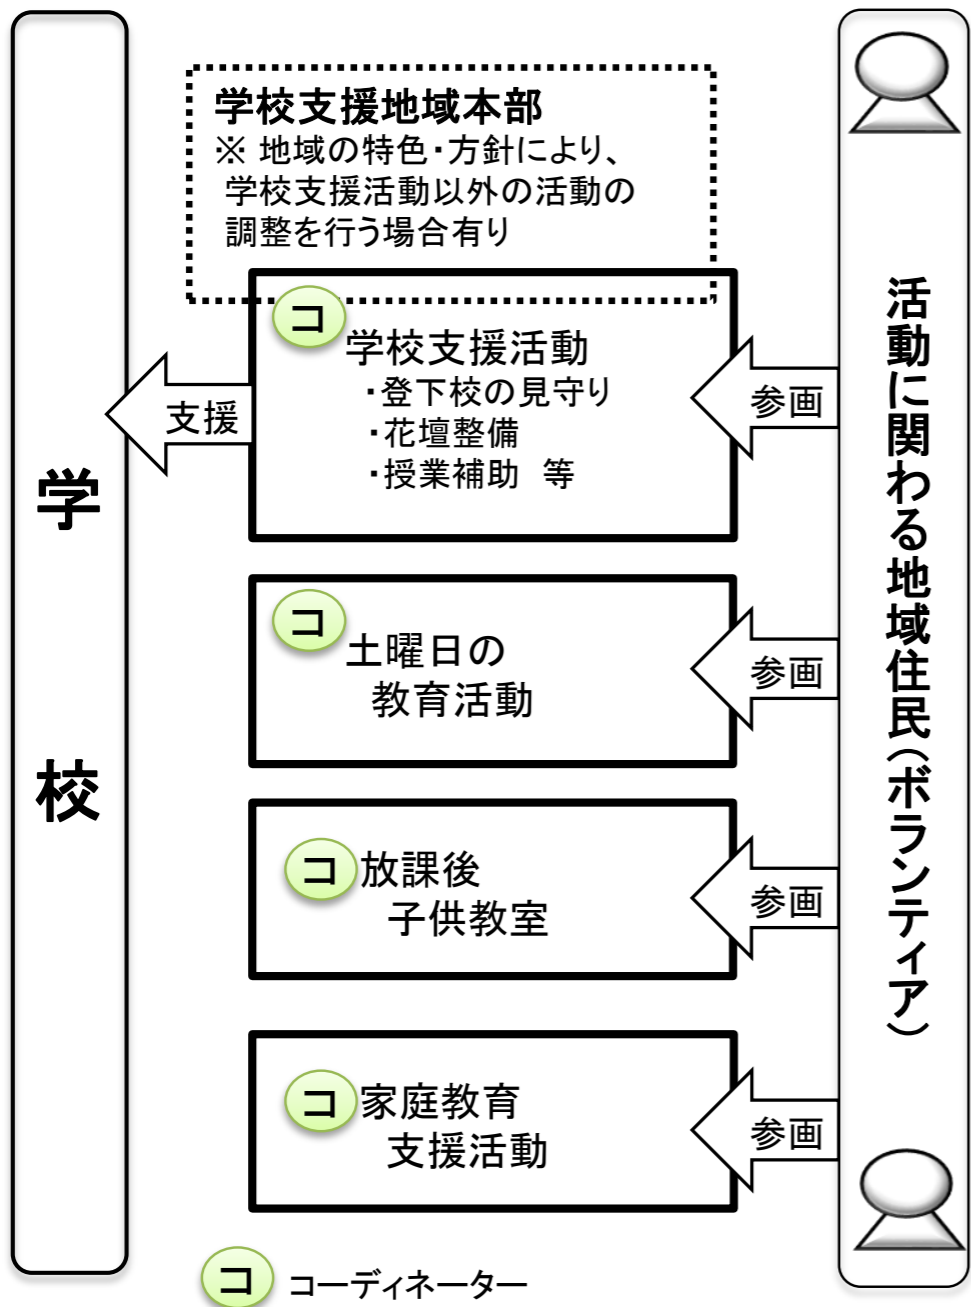 学校支援地域本部
※ 地域の特色・方針により、
学校支援活動以外の活動の
調整を行う場合有り
コ
学校支援活動
・登下校の見守り
・花壇整備
・授業補助　等
支援
参画
コ
土曜日の
教育活動
参画
コ
放課後
子供教室
参画
コ
家庭教育
支援活動
参画
学校
活動に関わる地域住民（ボランティア）
コ コーディネーター